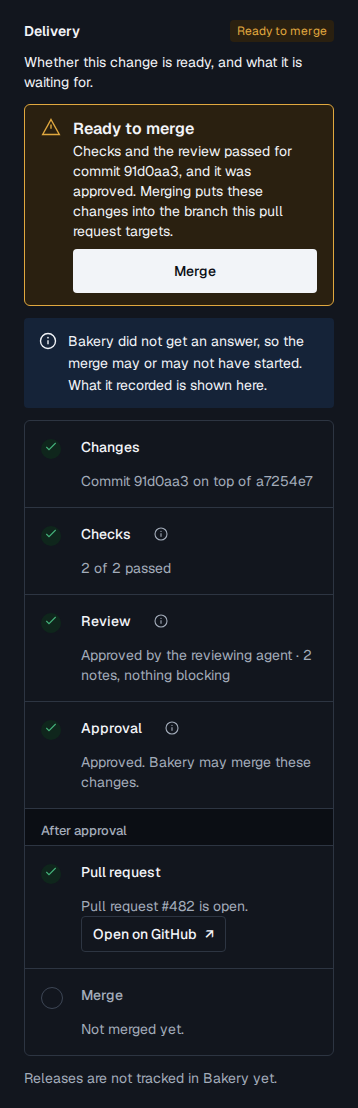 Delivery
Ready to merge
Whether this change is ready, and what it is
waiting for.
Ready to merge
Checks and the review passed for
commit 91d0aa3, and it was
approved. Merging puts these
changes into the branch this pull
request targets.
Merge
Bakery did not get an answer, so the
merge may or may not have started.
What it recorded is shown here.
Changes
Commit 91d0aa3 on top of a7254e7
Checks
2 of 2 passed
Review
Approved by the reviewing agent · 2
notes, nothing blocking
Approval
Approved. Bakery may merge these
changes.
After approval
Pull request
Pull request #482 is open.
Open on GitHub ↗
Merge
Not merged yet.
Releases are not tracked in Bakery yet.